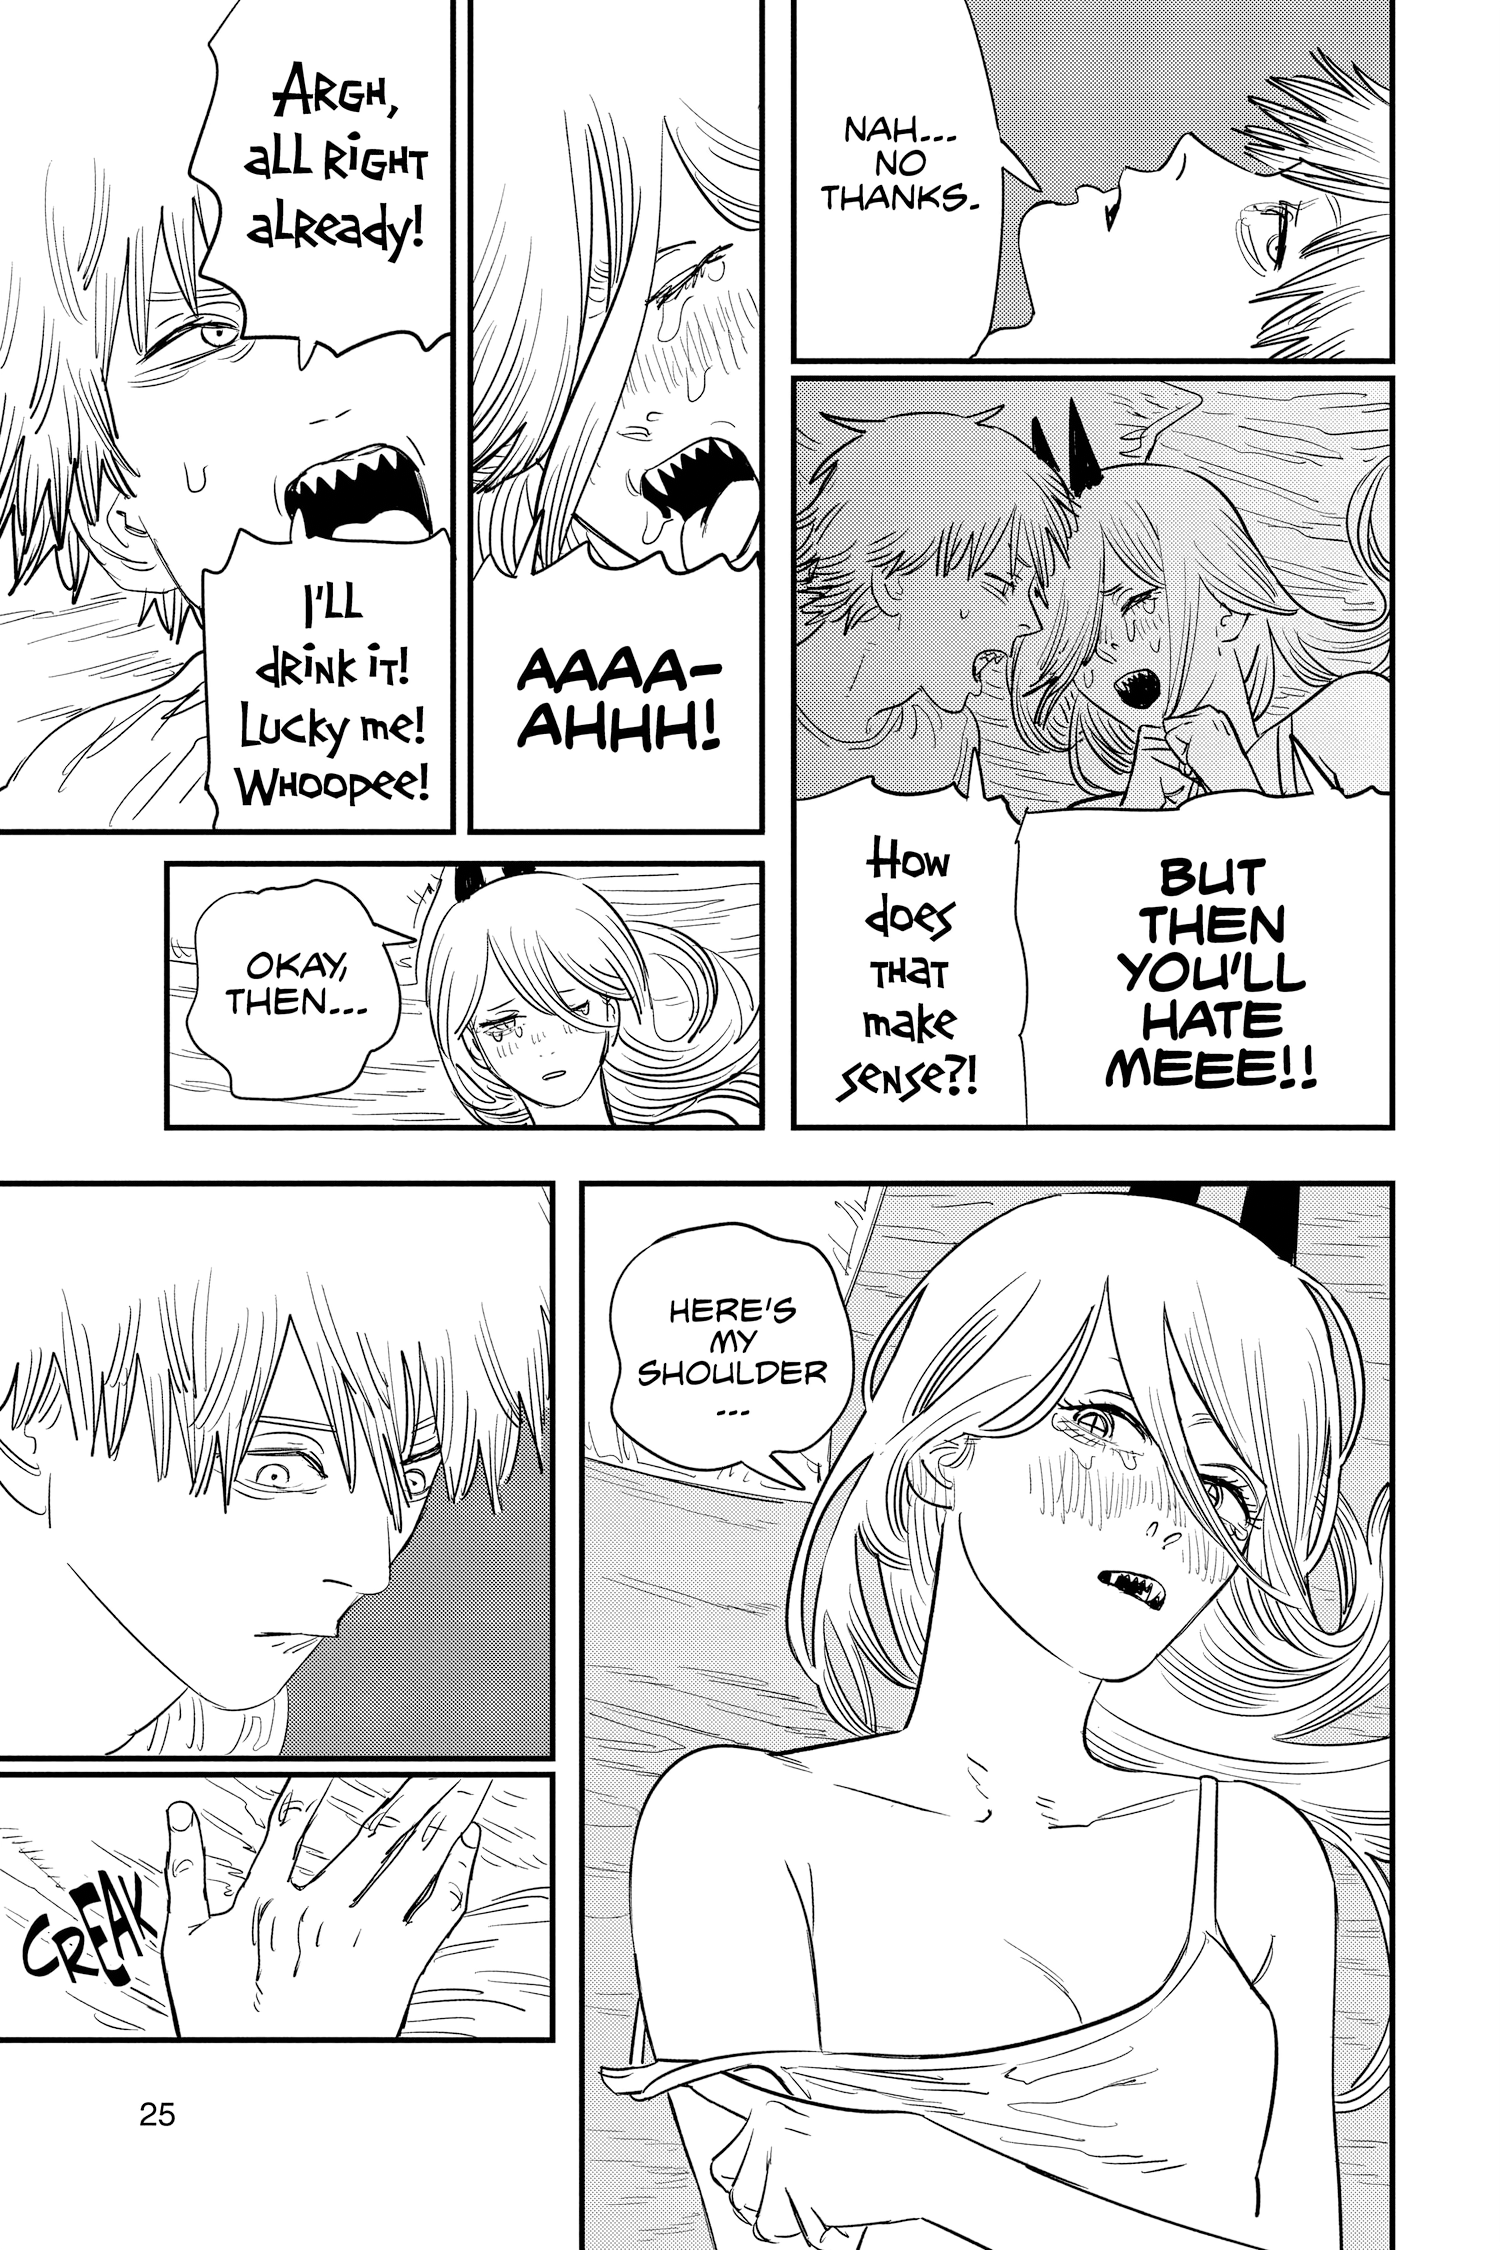 NAH...
NO
THANKS.
BUT
THEN
YOU'LL
HATE
MEEE!!
How
does
that
make
sense?!
AAAA-
AHHH!
Argh,
all right
already!
I'll
drink it!
Lucky me!
Whoopee!
OKAY,
THEN...
HERE'S
MY
SHOULDER
...
CREAK
25